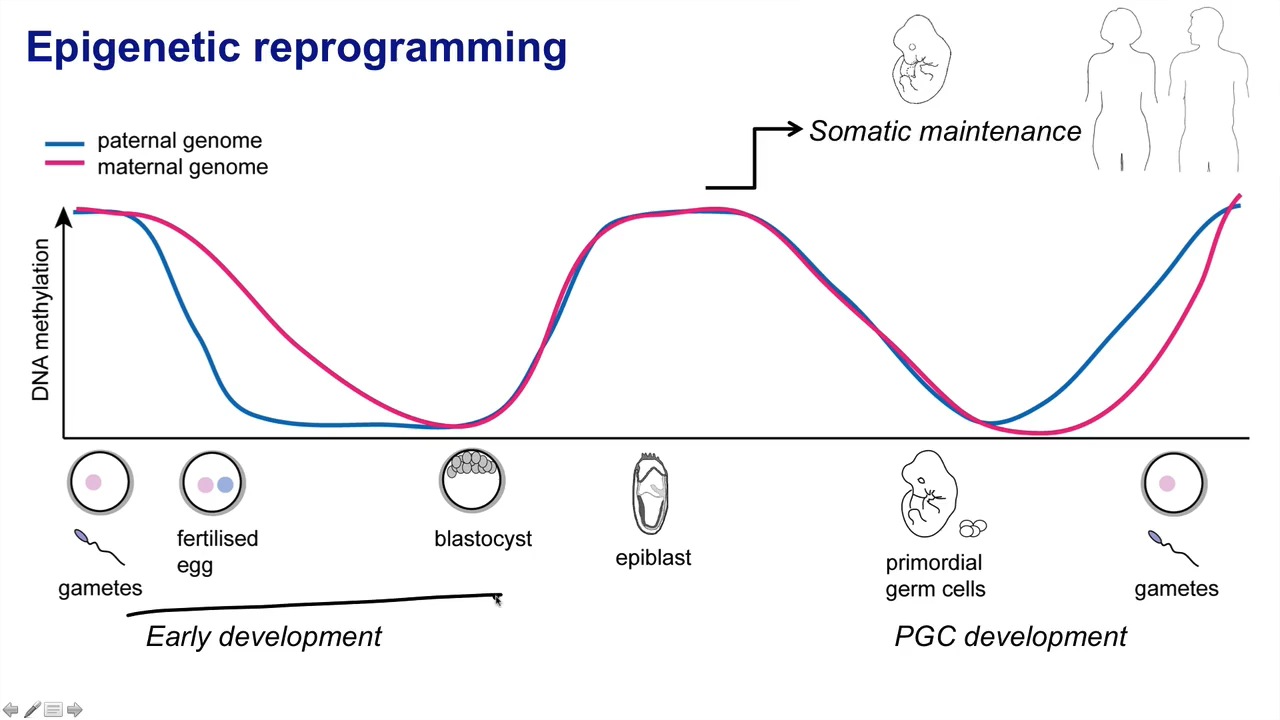 Epigenetic reprogramming
paternal genome
maternal genome
Somatic maintenance
DNA methylation
gametes
fertilised
egg
blastocyst
epiblast
primordial
germ cells
gametes
Early development
PGC development